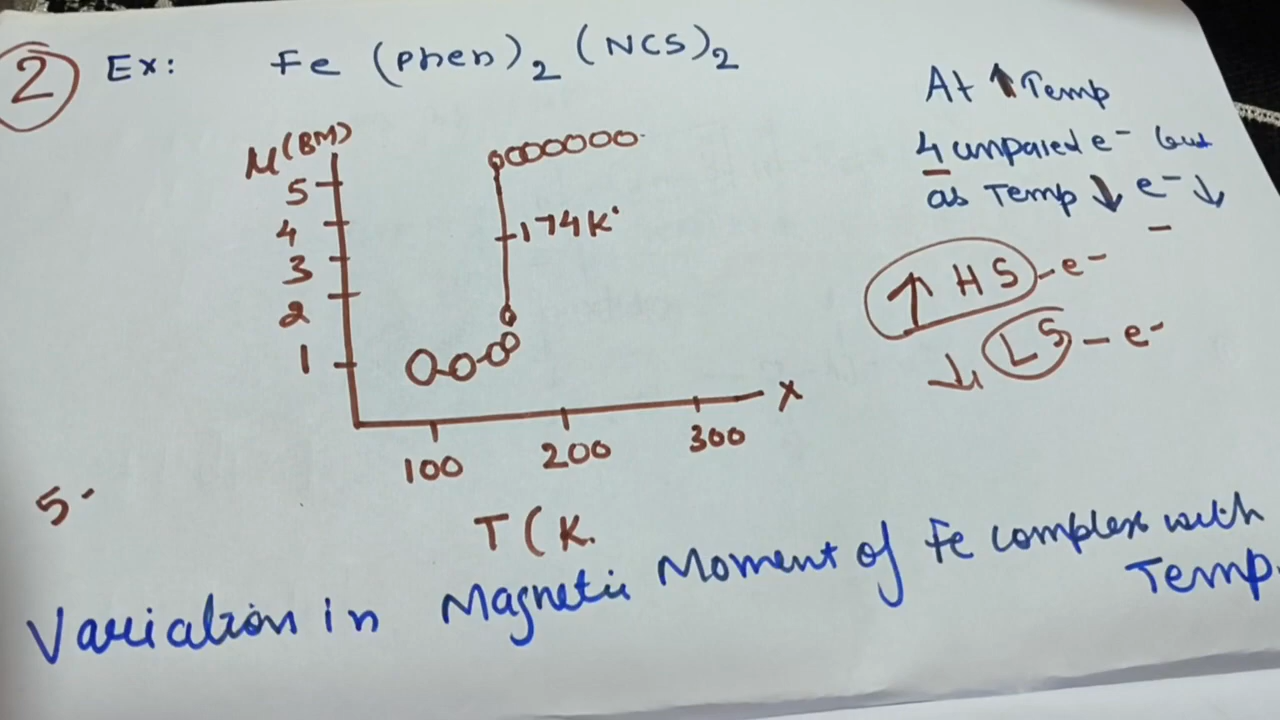 2 Ex: Fe (phen)2 (NCS)2
At ↑ Temp
4 unpaired e- but
as Temp ↓ e- ↓
↑ HS - e-
↓ LS - e-
μ(BM)
5
4
3
2
1
174K
100 200 300 X
T(K.
5.
Variation in Magnetic Moment of Fe complex with
Temp.